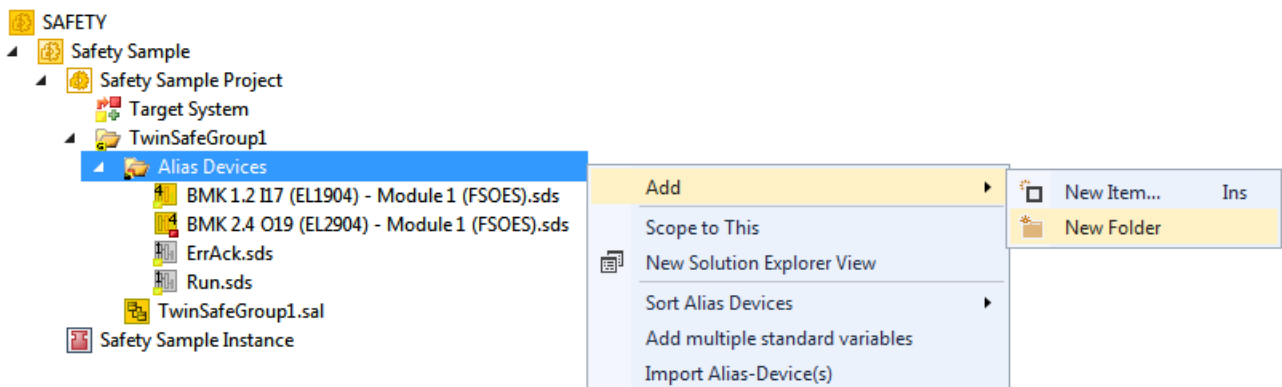 SAFETY
Safety Sample
Safety Sample Project
Target System
TwinSafeGroup1
Alias Devices
BMK 1.2 I17 (EL1904) - Module 1 (FSOES).sds
BMK 2.4 O19 (EL2904) - Module 1 (FSOES).sds
ErrAck.sds
Run.sds
TwinSafeGroup1.sal
Safety Sample Instance
Add
Scope to This
New Solution Explorer View
Sort Alias Devices
Add multiple standard variables
Import Alias-Device(s)
New Item... Ins
New Folder